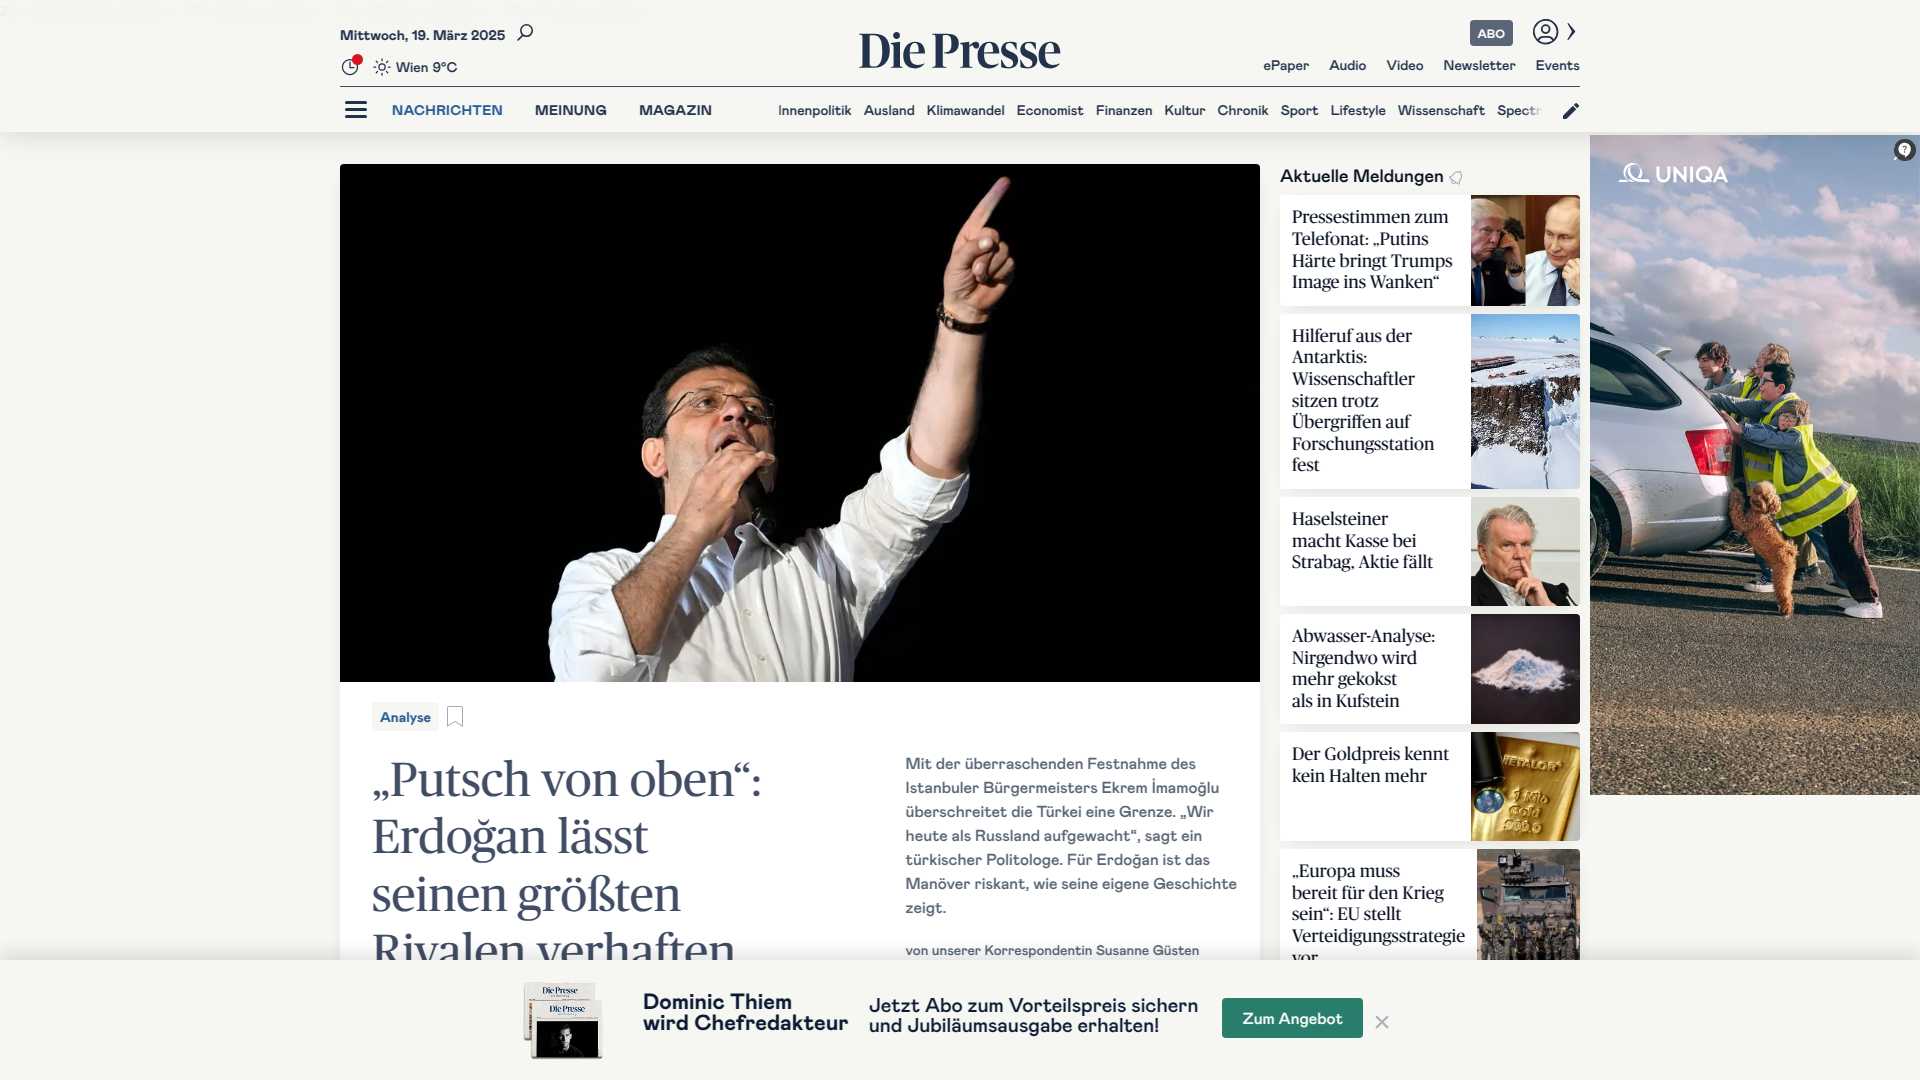 Mittwoch, 19. März 2025
Wien 9°C
Die Presse
ABO
ePaper Audio Video Newsletter Events
NACHRICHTEN MEINUNG MAGAZIN
Innenpolitik Ausland Klimawandel Economist Finanzen Kultur Chronik Sport Lifestyle Wissenschaft Spectr
Analyse
„Putsch von oben“:
Erdoğan lässt
seinen größten
Rivalen verhaften
Mit der überraschenden Festnahme des
Istanbuler Bürgermeisters Ekrem İmamoğlu
überschreitet die Türkei eine Grenze. „Wir
heute als Russland aufgewacht“, sagt ein
türkischer Politologe. Für Erdoğan ist das
Manöver riskant, wie seine eigene Geschichte
zeigt.
von unserer Korrespondentin Susanne Güsten
Aktuelle Meldungen
Pressestimmen zum
Telefonat: „Putins
Härte bringt Trumps
Image ins Wanken“
Hilferuf aus der
Antarktis:
Wissenschaftler
sitzen trotz
Übergriffen auf
Forschungsstation
fest
Haselsteiner
macht Kasse bei
Strabag, Aktie fällt
Abwasser-Analyse:
Nirgendwo wird
mehr gekokst
als in Kufstein
Der Goldpreis kennt
kein Halten mehr
METALOR
1 Kilo
Gold
„Europa muss
bereit für den Krieg
sein“: EU stellt
Verteidigungsstrategie
vor
UNIQA
Die Presse
Die Presse
Dominic Thiem
wird Chefredakteur
Jetzt Abo zum Vorteilspreis sichern
und Jubiläumsausgabe erhalten!
Zum Angebot